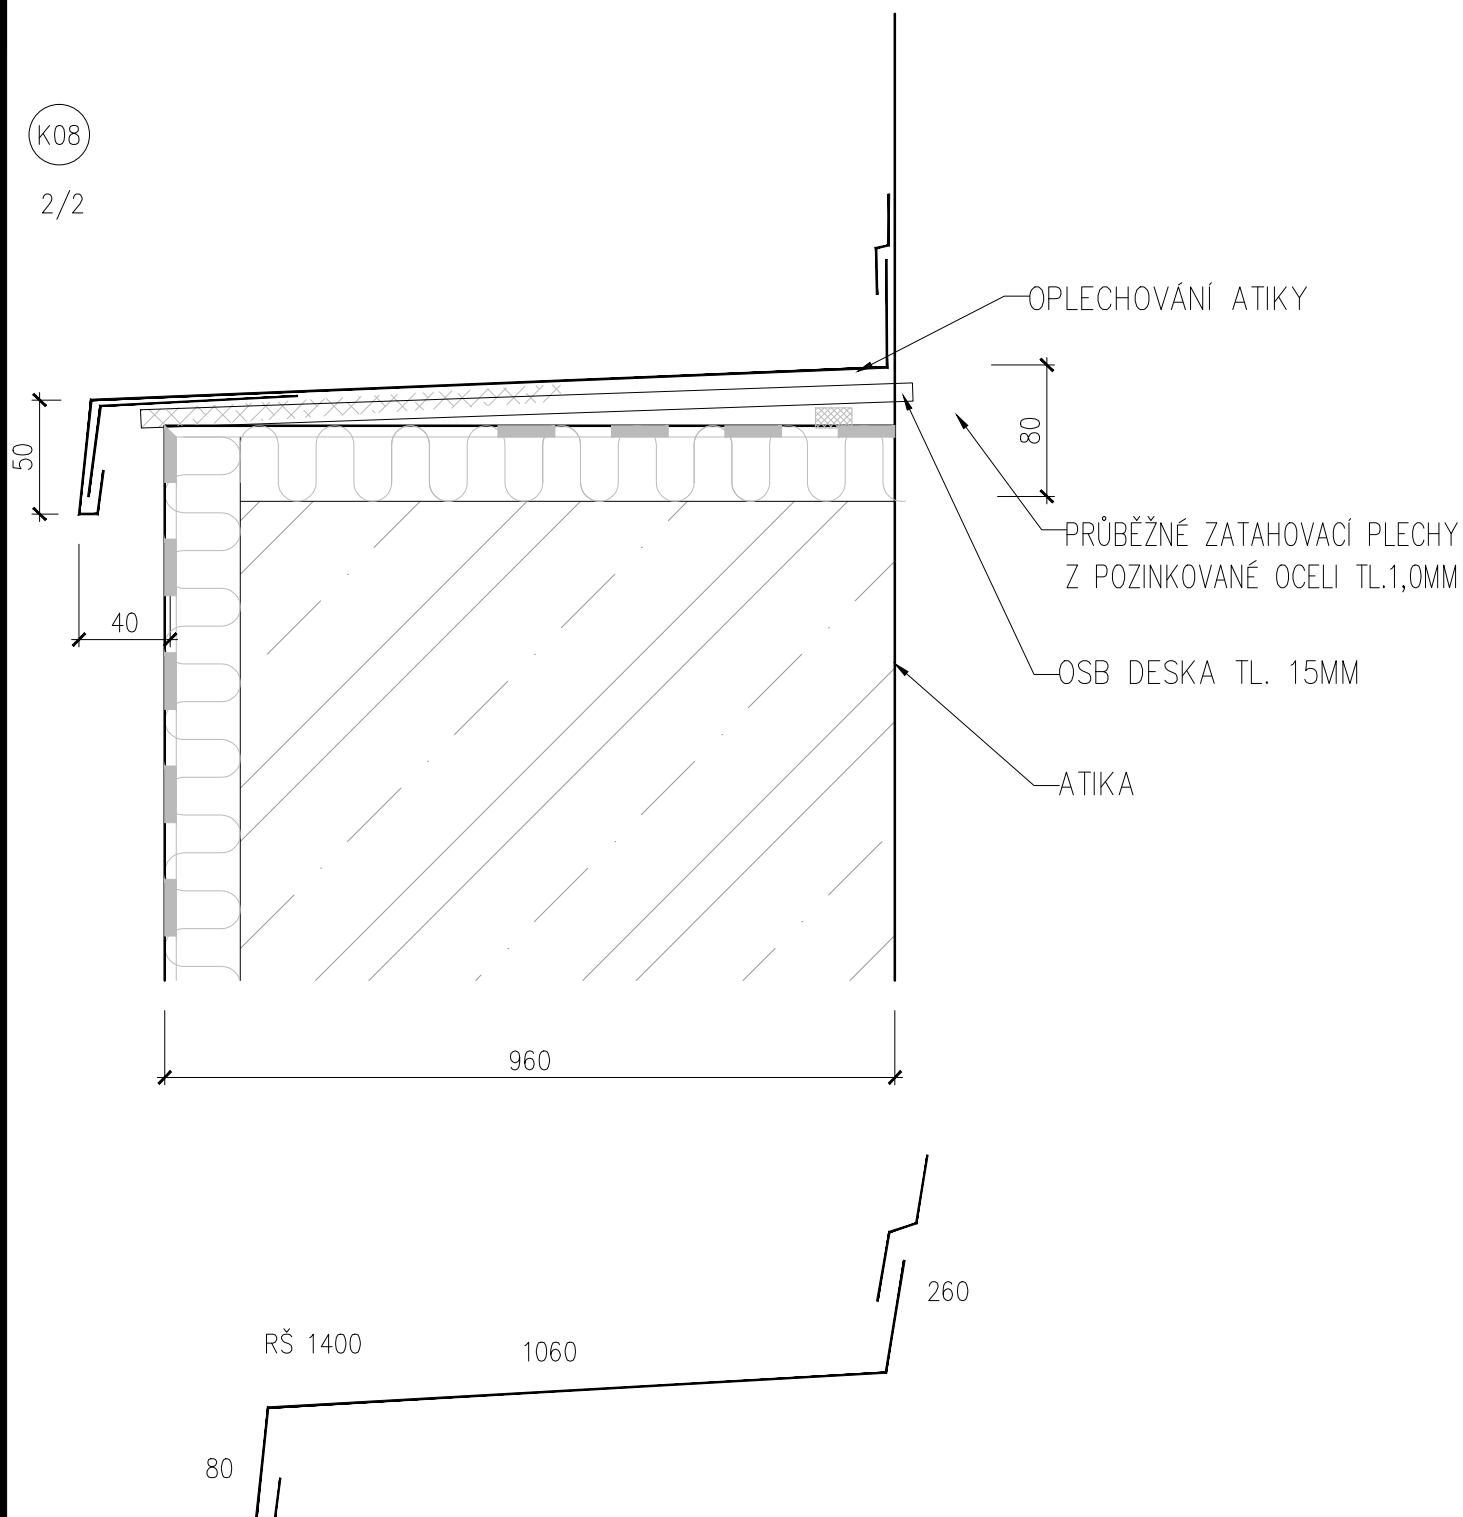 K08
2/2
OPLECHOVÁNÍ ATIKY
50
80
PRŮBĚŽNÉ ZATAHOVACÍ PLECHY
Z POZINKOVANÉ OCELI TL.1,0MM
40
OSB DESKA TL. 15MM
ATIKA
960
260
RŠ 1400
1060
80